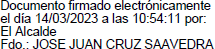 Documento firmado electrónicamente
el día 14/03/2023 a las 10:54:11 por:
El Alcalde
Fdo.: JOSE JUAN CRUZ SAAVEDRA